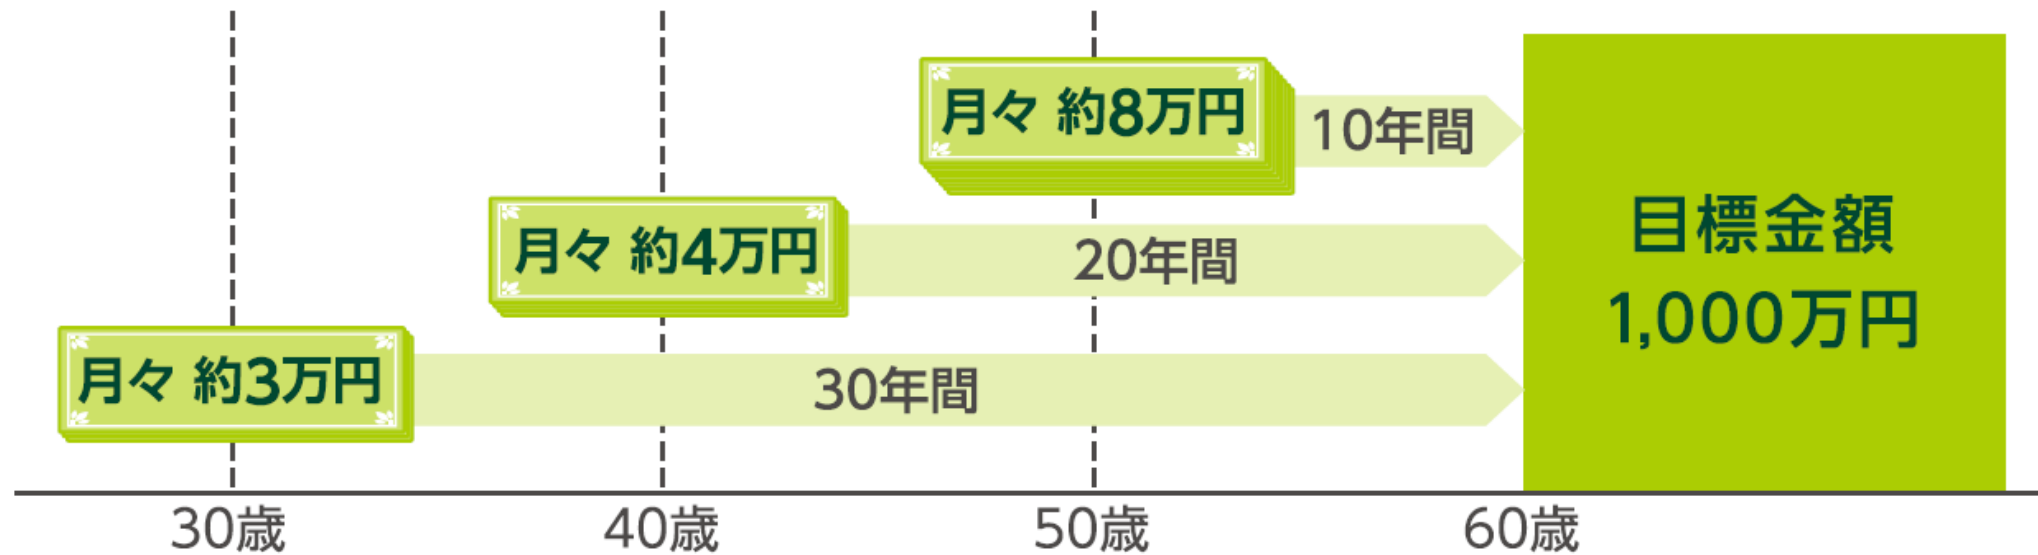 月々 約8万円
10年間
月々 約4万円
20年間
目標金額
1,000万円
月々 約3万円
30年間
30歳
40歳
50歳
60歳